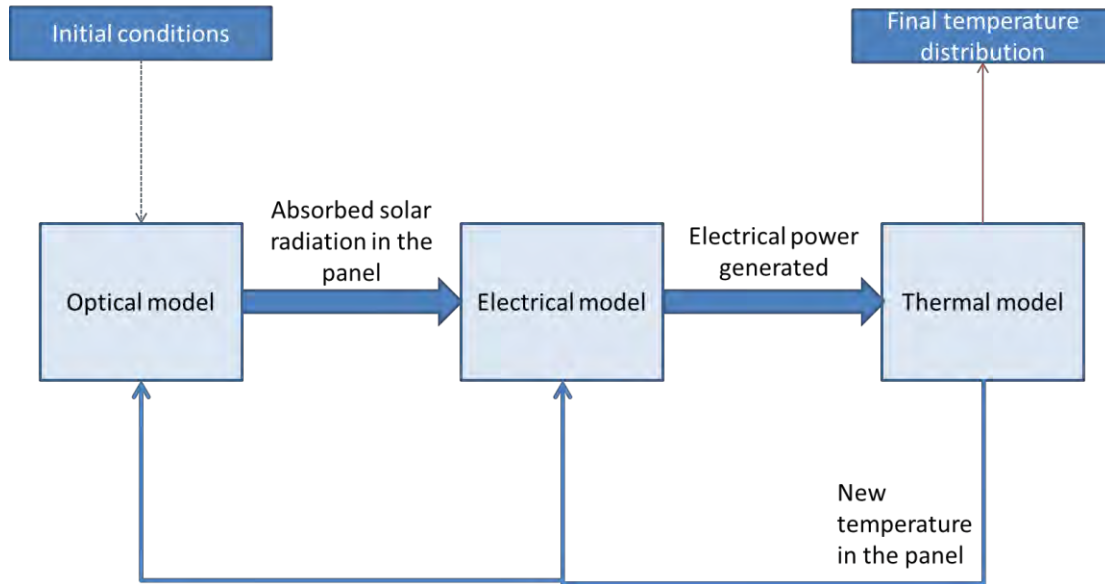 Initial conditions
Final temperature
distribution
Absorbed solar
radiation in the
panel
Electrical power
generated
Optical model
Electrical model
Thermal model
New
temperature
in the panel